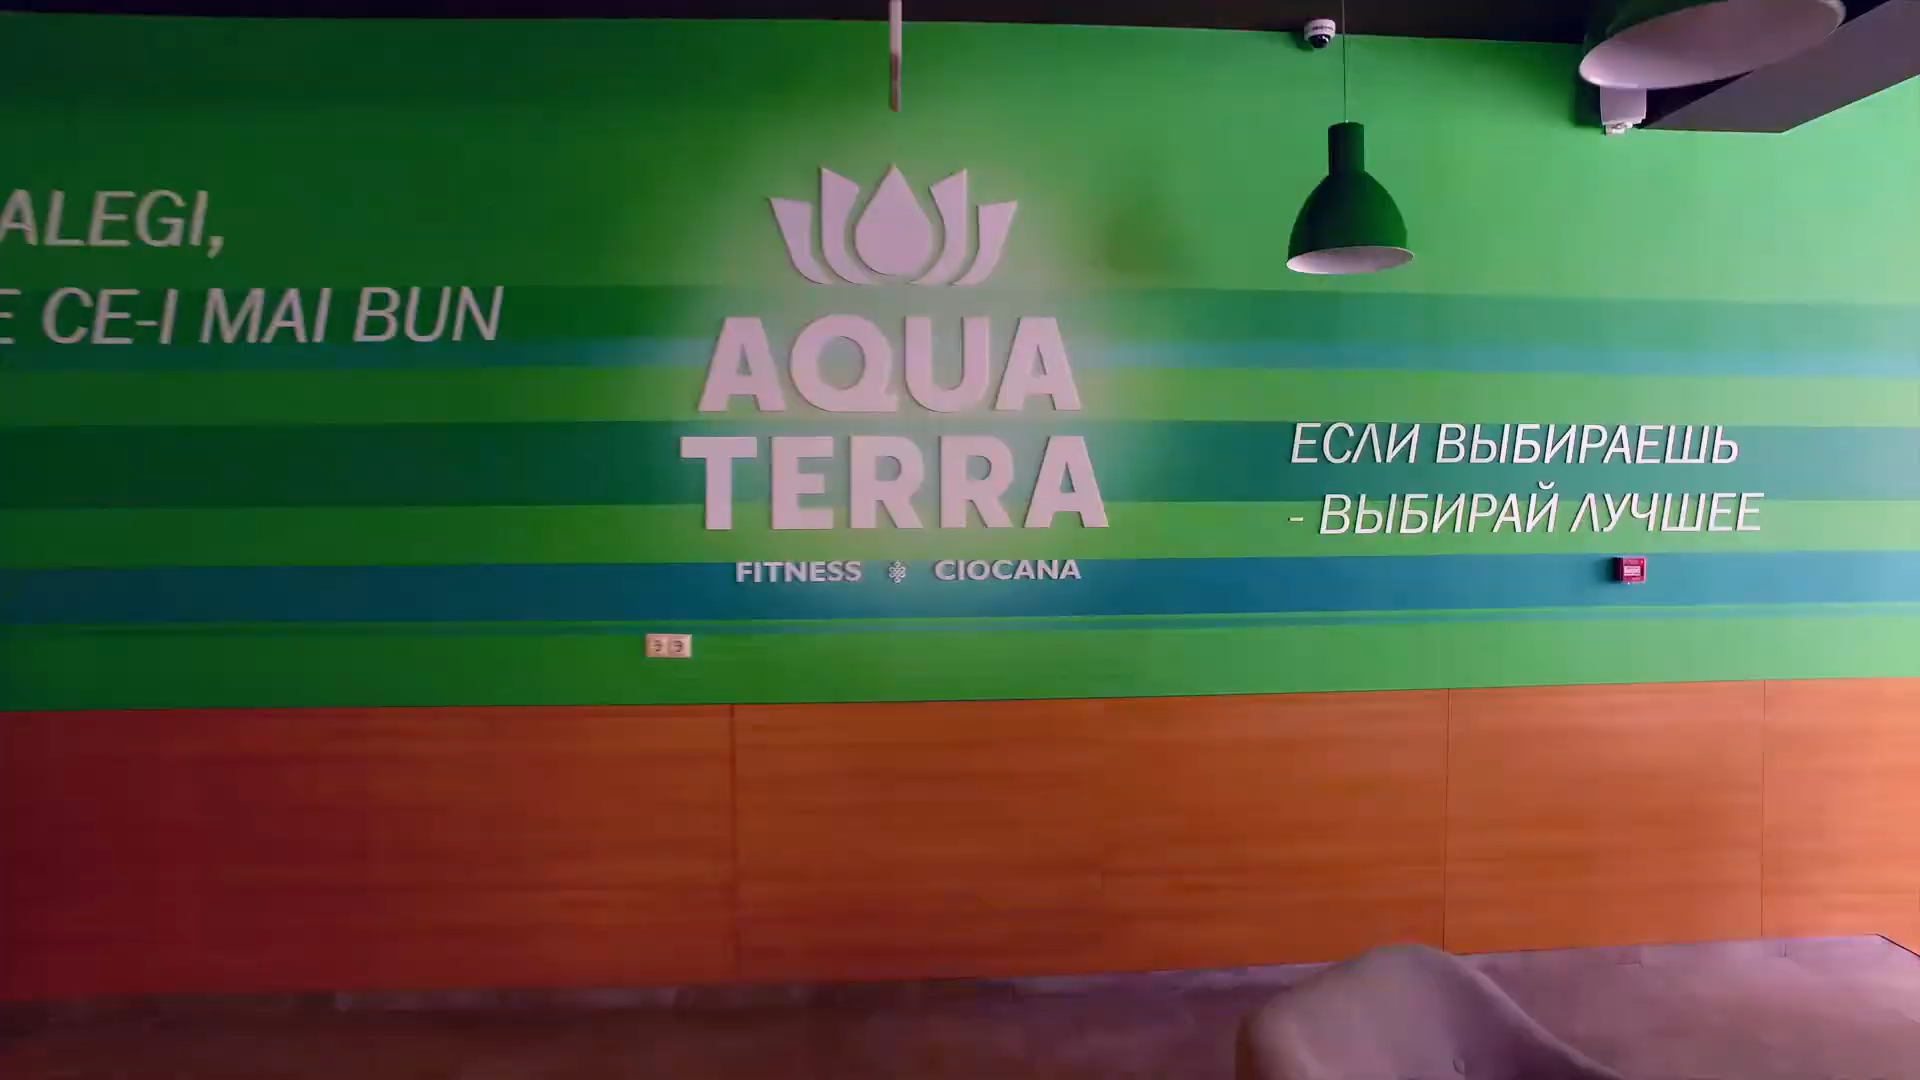 ALEGI,
CE-I MAI BUN
AQUA
TERRA
FITNESS CIOCANA
ЕСЛИ ВЫБИРАЕШЬ
- ВЫБИРАЙ ЛУЧШЕЕ